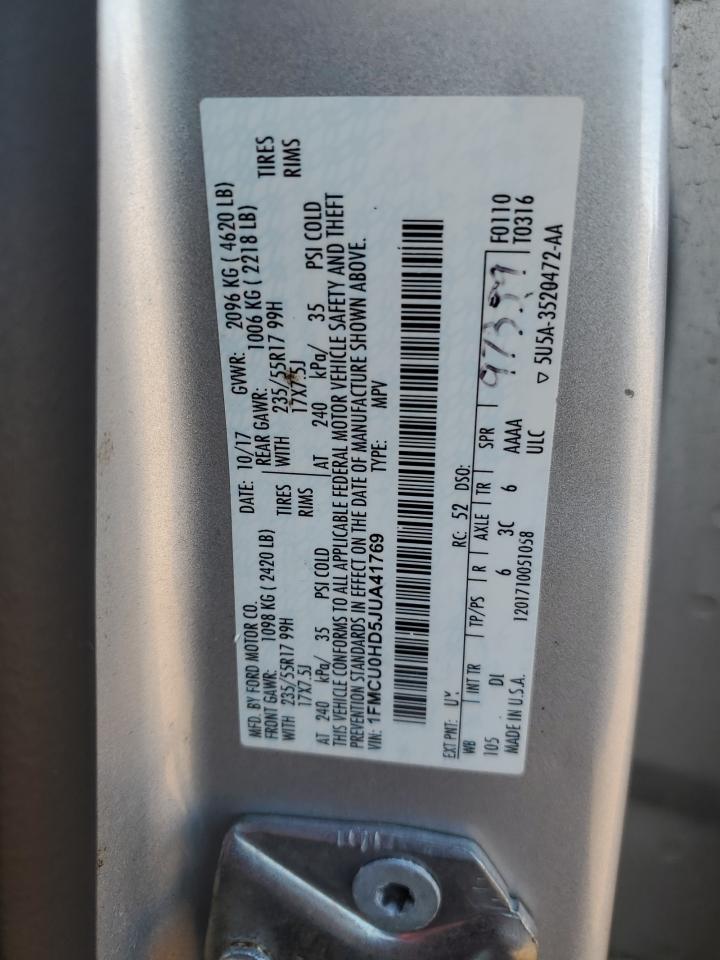 MFD. BY FORD MOTOR CO. DATE: 10/17 GVWR: 2096 KG ( 4620 LB)
FRONT GAWR: 1098 KG ( 2420 LB) REAR GAWR: 1006 KG ( 2218 LB)
WITH 235/55R17 99H TIRES WITH 235/55R17 99H TIRES
17X7.5J RIMS 17X7.5J RIMS
AT 240 kPa/ 35 PSI COLD AT 240 kPa/ 35 PSI COLD
THIS VEHICLE CONFORMS TO ALL APPLICABLE FEDERAL MOTOR VEHICLE SAFETY AND THEFT
PREVENTION STANDARDS IN EFFECT ON THE DATE OF MANUFACTURE SHOWN ABOVE.
1FMCU0HD5JUA41769 TYPE: MPV
EXT PNT: UX RC: 52 DSO:
WB INT TR TP/PS R AXLE TR SPR F0110
105 DL 6 3C 6 AAAA T0316
MADE IN U.S.A. 1201710051058 ULC ▽ 5U5A-3520472-AA